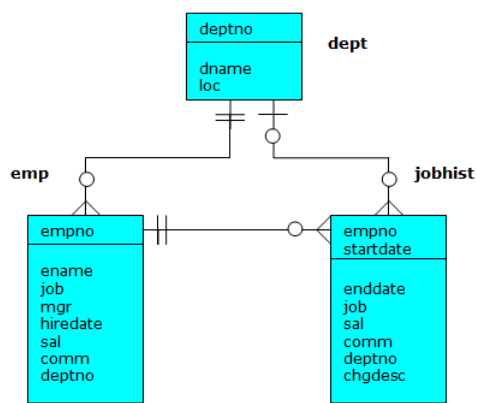 deptno
dept
dname
loc
emp
jobhist
empno
ename
job
mgr
hiredate
sal
comm
deptno
empno
startdate
enddate
job
sal
comm
deptno
chgdesc